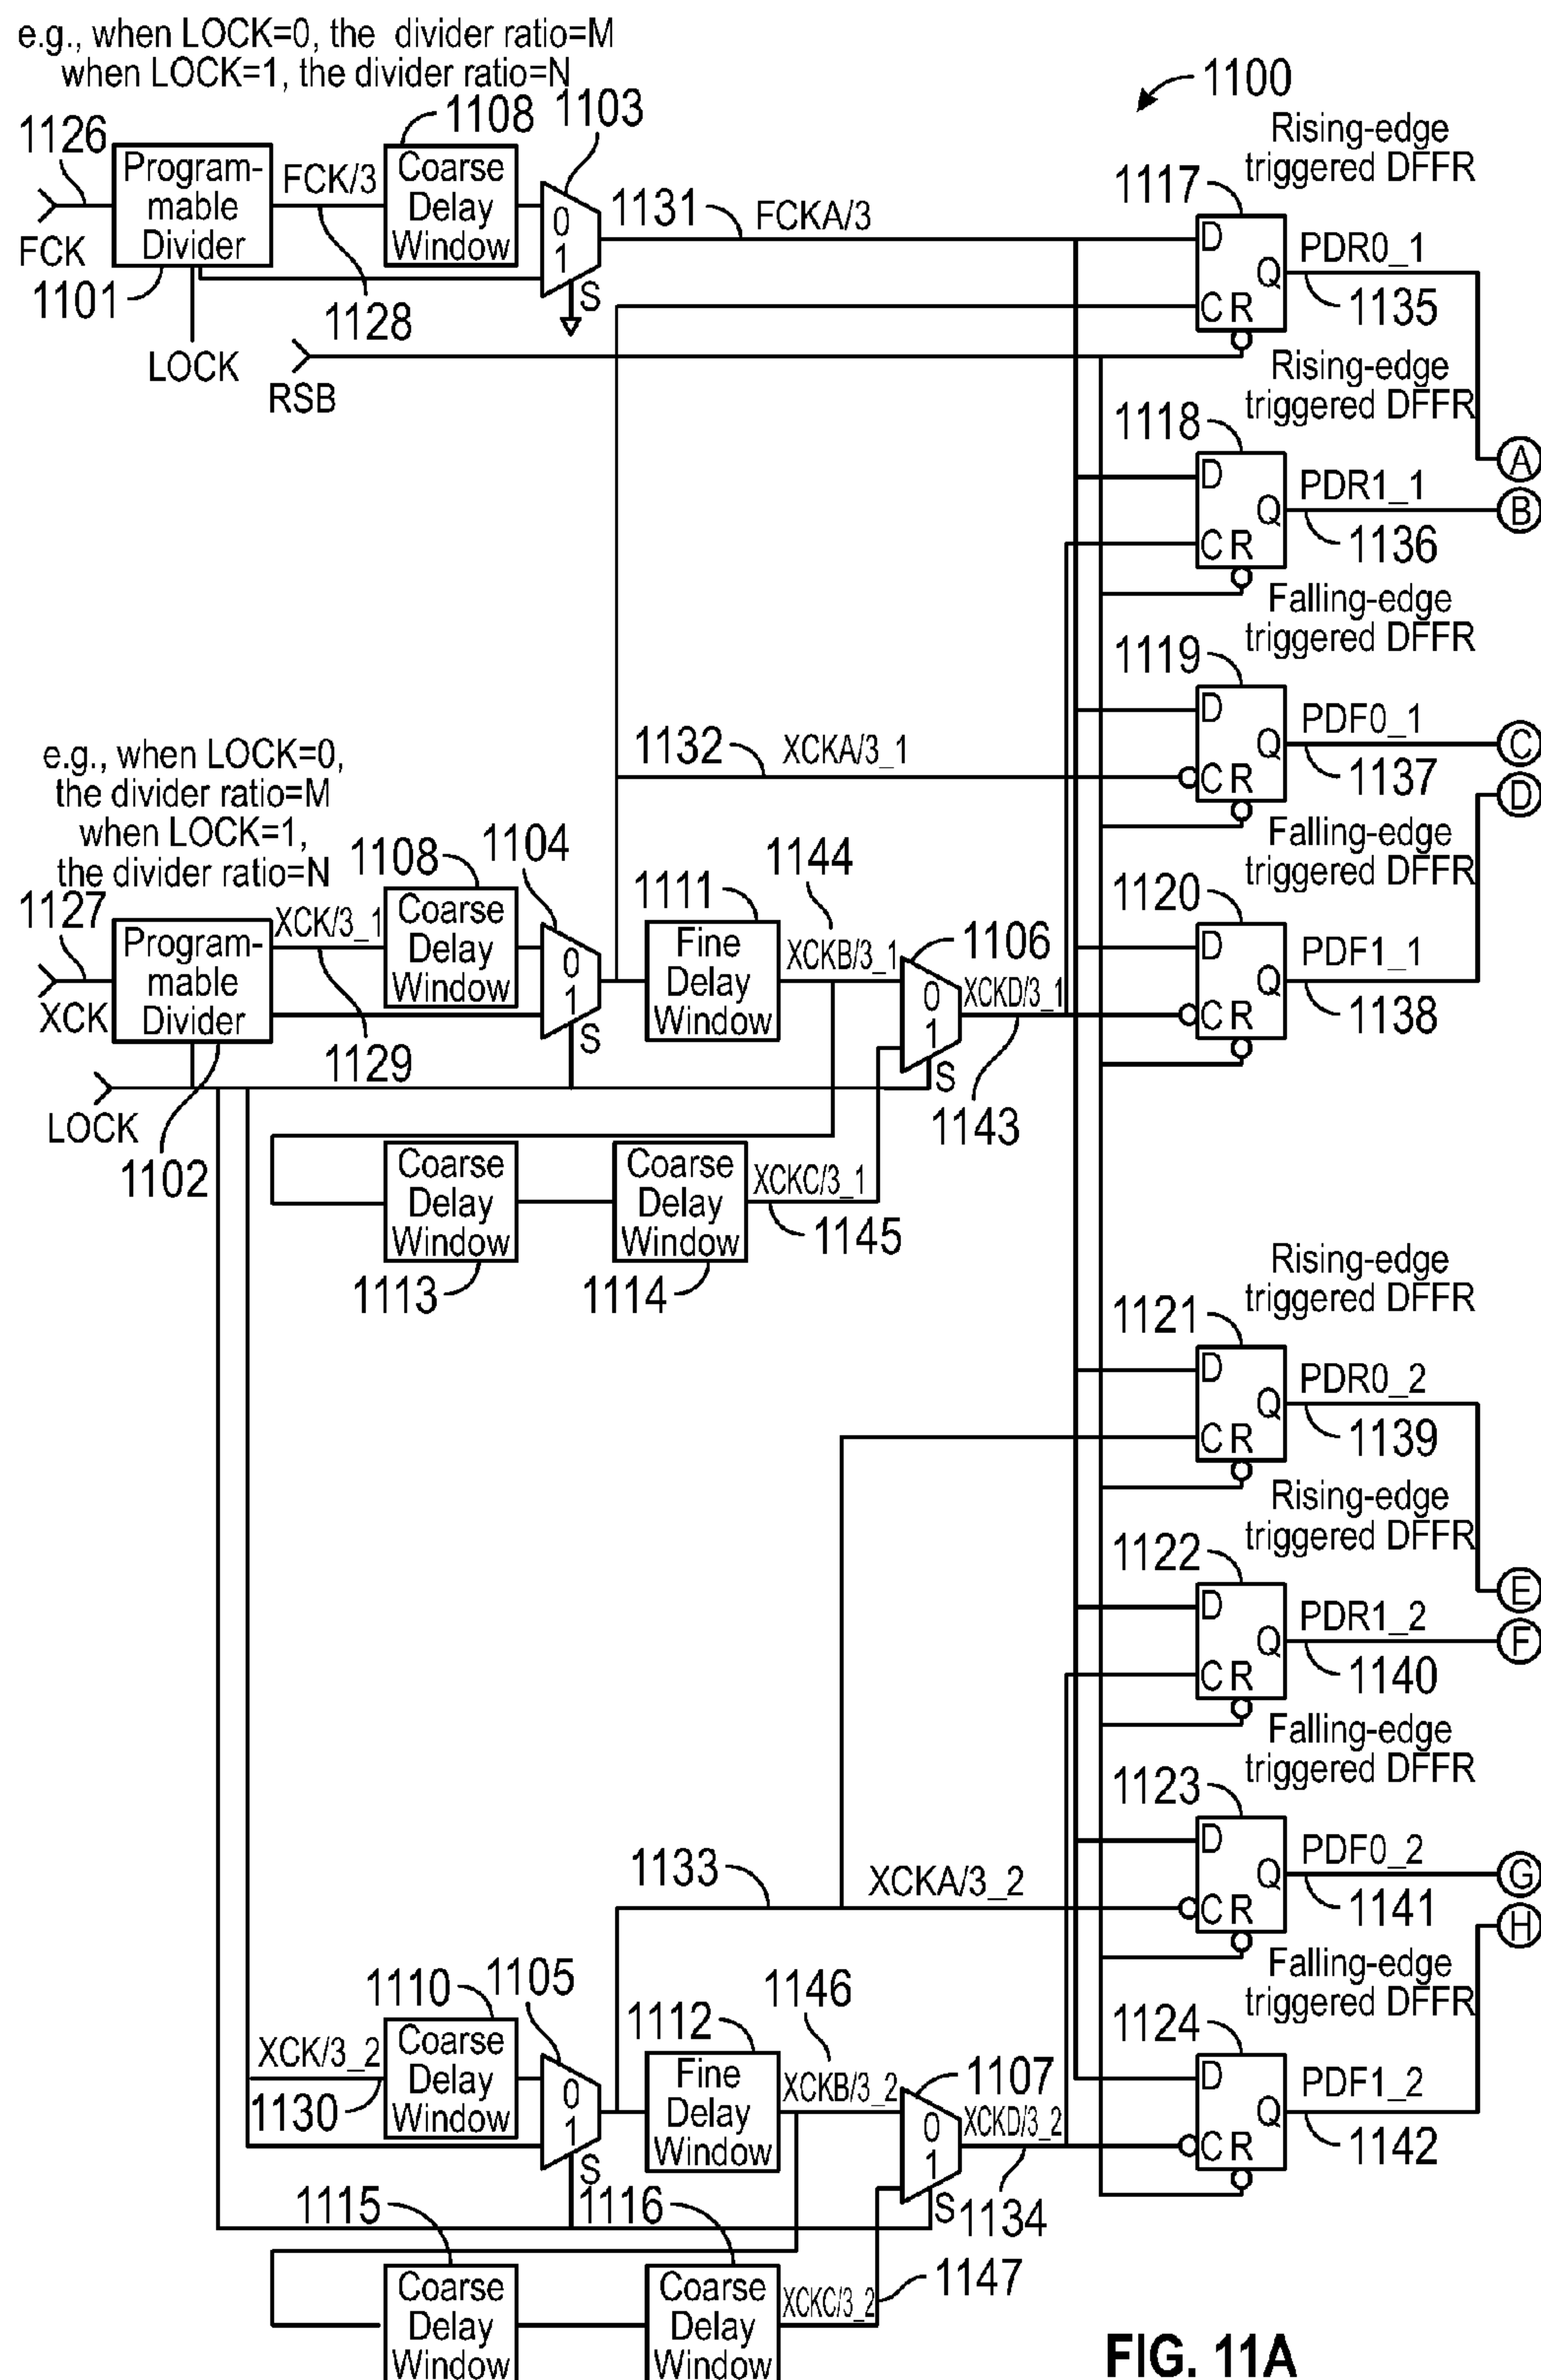 e.g., when LOCK=0, the divider ratio=M
when LOCK=1, the divider ratio=N
1100
1126
1108
1103
Rising-edge
triggered DFFR
Program-
mable
Divider
FCK/3
Coarse
Delay
Window
0
1
S
1131
FCKA/3
1117
D
Q
C R
PDR0_1
1135
FCK
1101
1128
LOCK
RSB
Rising-edge
triggered DFFR
1118
D
Q
C R
PDR1_1
1136
A
B
Falling-edge
triggered DFFR
1119
D
Q
C R
PDF0_1
1137
C
D
1132
XCKA/3_1
e.g., when LOCK=0,
the divider ratio=M
when LOCK=1,
the divider ratio=N
1127
XCK
Program-
mable
Divider
XCK/3_1
1129
1108
Coarse
Delay
Window
1104
0
1
S
1111
Fine
Delay
Window
1144
XCKB/3_1
1106
0
1
S
XCKD/3_1
1143
Falling-edge
triggered DFFR
1120
D
Q
C R
PDF1_1
1138
LOCK
1102
Coarse
Delay
Window
1113
Coarse
Delay
Window
1114
XCKC/3_1
1145
Rising-edge
triggered DFFR
1121
D
Q
C R
PDR0_2
1139
Rising-edge
triggered DFFR
1122
D
Q
C R
PDR1_2
1140
E
F
Falling-edge
triggered DFFR
1123
D
Q
C R
PDF0_2
1141
G
H
1133
XCKA/3_2
XCK/3_2
1130
1110
Coarse
Delay
Window
1105
0
1
S
1112
Fine
Delay
Window
1146
XCKB/3_2
1107
0
1
S
XCKD/3_2
1134
Falling-edge
triggered DFFR
1124
D
Q
C R
PDF1_2
1142
1115
Coarse
Delay
Window
1116
Coarse
Delay
Window
XCKC/3_2
1147
FIG. 11A